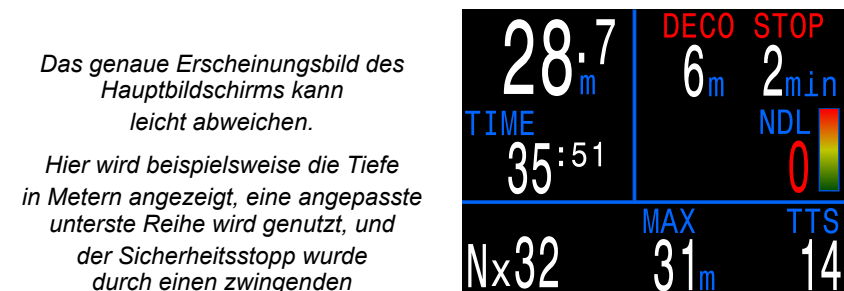 Das genaue Erscheinungsbild des
Hauptbildschirms kann
leicht abweichen.
Hier wird beispielsweise die Tiefe
in Metern angezeigt, eine angepasste
unterste Reihe wird genutzt, und
der Sicherheitsstopp wurde
durch einen zwingenden
28.7m
DECO STOP
6m 2min
TIME
35:51
NDL
0
Nx32
MAX
31m
TTS
14